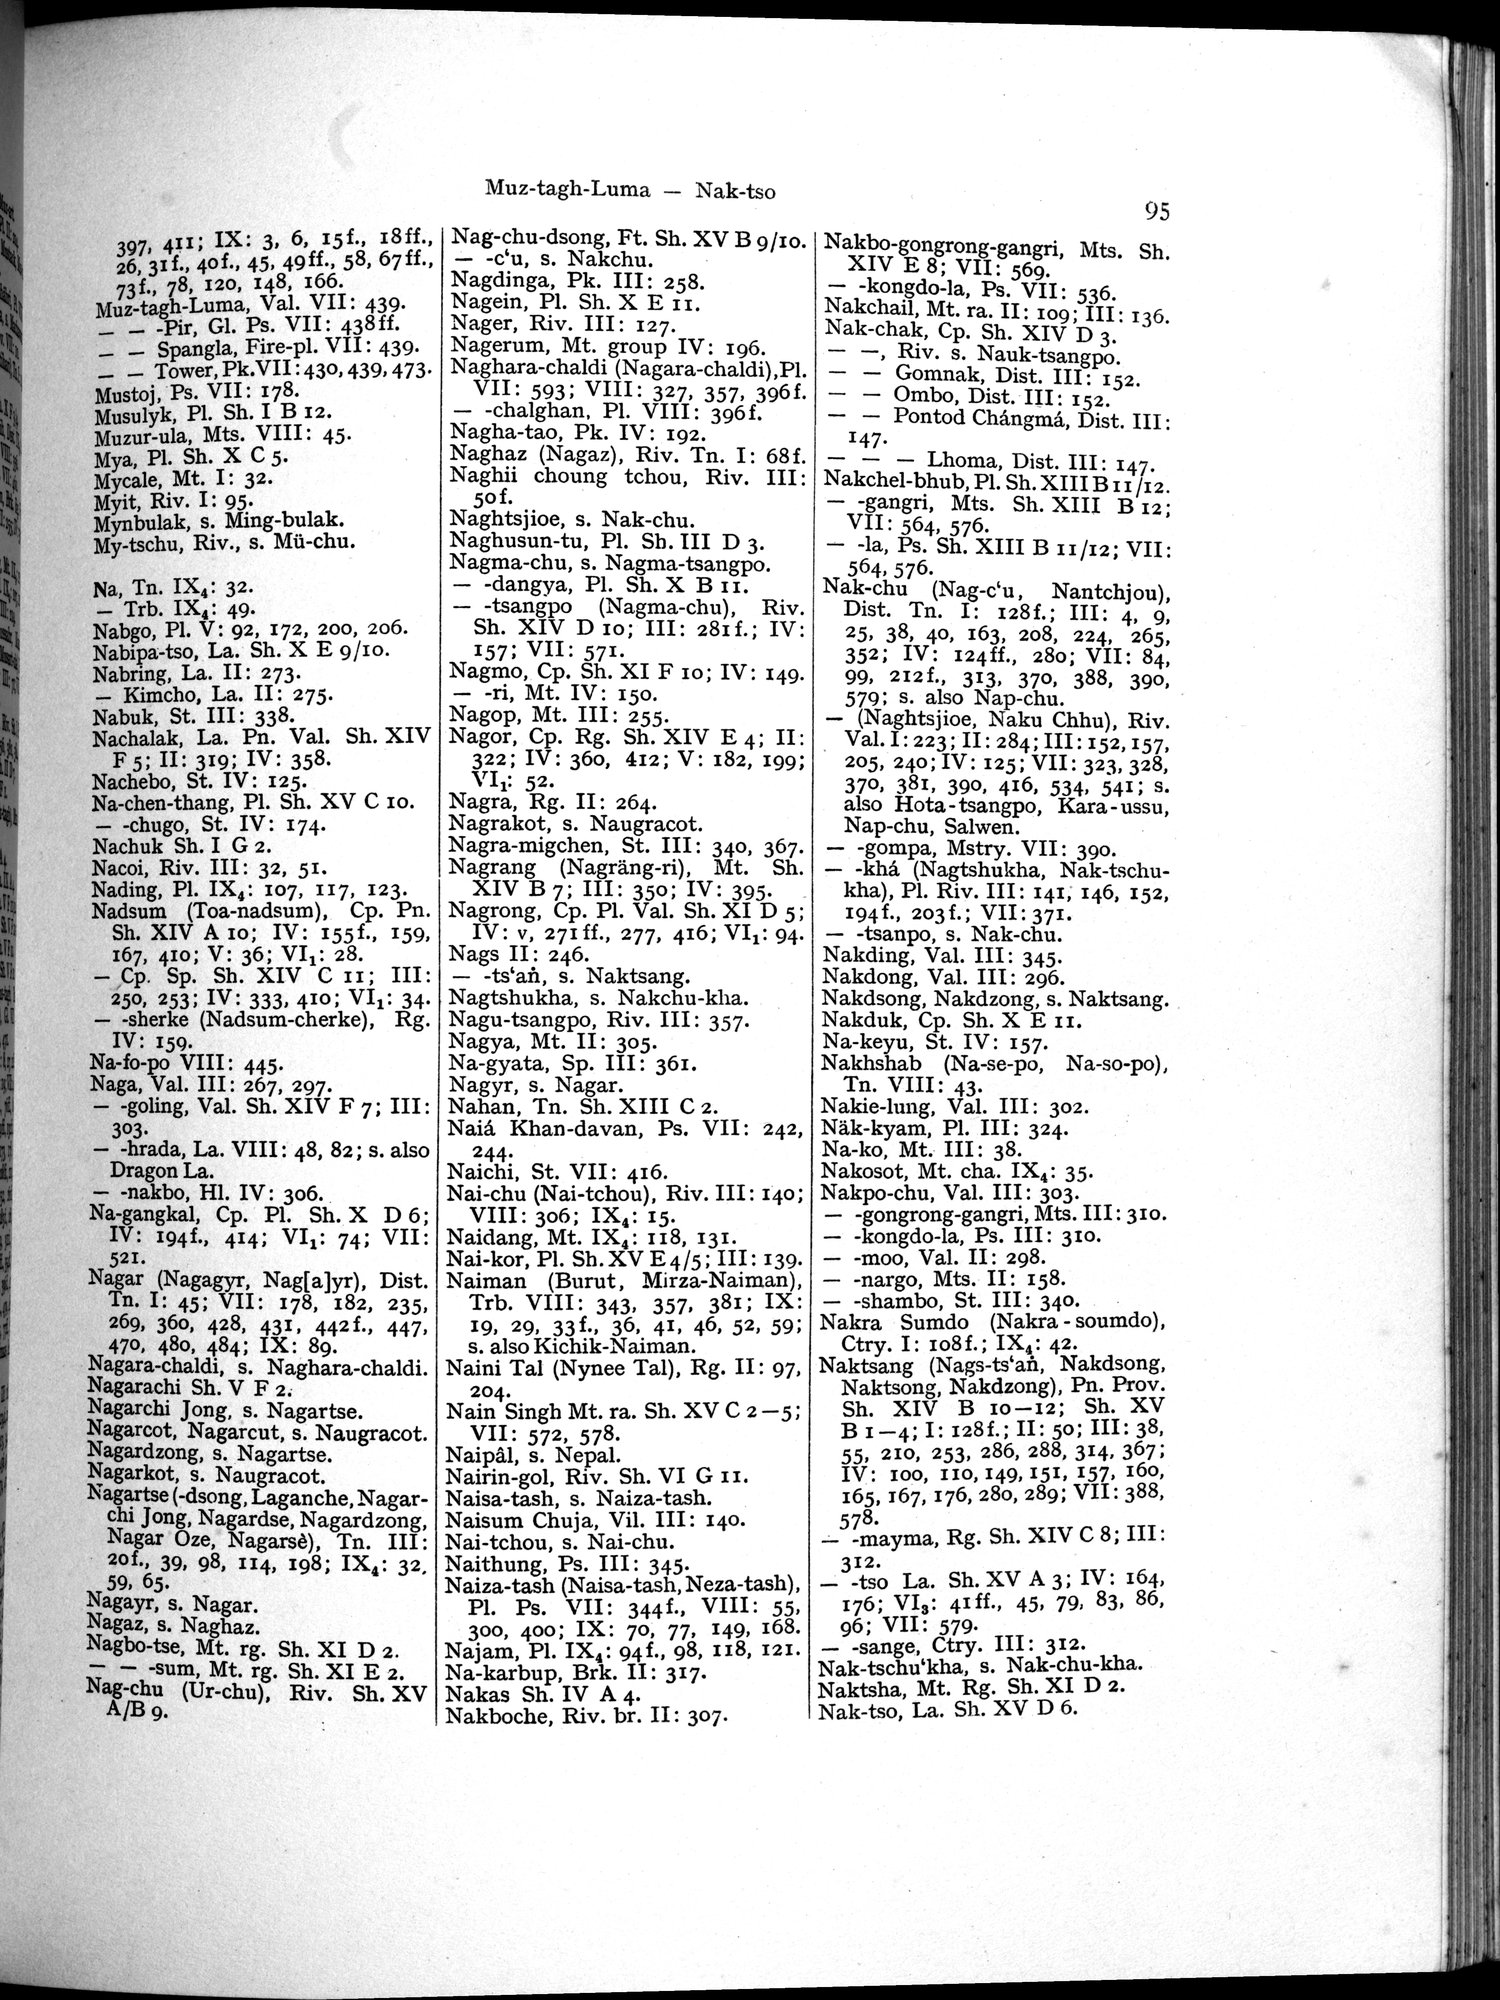 Muz-tagh-Luma — Nak-tso
95
397, 411; IX: 3, 6, 15f., 18ff.,
26, 31f., 40f., 45, 49ff., 58, 67ff.,
73f., 78, 120, 148, 166.
Muz-tagh-Luma, Val. VII: 439.
— — -Pir, Gl. Ps. VII: 438ff.
— — Spangla, Fire-pl. VII: 439.
— — Tower, Pk. VII: 430, 439, 473.
Mustoj, Ps. VII: 178.
Musulyk, Pl. Sh. I B 12.
Muzur-ula, Mts. VIII: 45.
Mya, Pl. Sh. X C 5.
Mycale, Mt. I: 32.
Myit, Riv. I: 95.
Mynbulak, s. Ming-bulak.
My-tschu, Riv., s. Mü-chu.
Na, Tn. IX₄: 32.
— Trb. IX₄: 49.
Nabgo, Pl. V: 92, 172, 200, 206.
Nabipa-tso, La. Sh. X E 9/10.
Nabring, La. II: 273.
— Kimcho, La. II: 275.
Nabuk, St. III: 338.
Nachalak, La. Pn. Val. Sh. XIV
F 5; II: 319; IV: 358.
Nachebo, St. IV: 125.
Na-chen-thang, Pl. Sh. XV C 10.
— -chugo, St. IV: 174.
Nachuk Sh. I G 2.
Nacoi, Riv. III: 32, 51.
Nading, Pl. IX₄: 107, 117, 123.
Nadsum (Toa-nadsum), Cp. Pn.
Sh. XIV A 10; IV: 155f., 159,
167, 410; V: 36; VI₁: 28.
— Cp. Sp. Sh. XIV C 11; III:
250, 253; IV: 333, 410; VI₁: 34.
— -sherke (Nadsum-cherke), Rg.
IV: 159.
Na-fo-po VIII: 445.
Naga, Val. III: 267, 297.
— -goling, Val. Sh. XIV F 7; III:
303.
— -hrada, La. VIII: 48, 82; s. also
Dragon La.
— -nakbo, Hl. IV: 306.
Na-gangkal, Cp. Pl. Sh. X D 6;
IV: 194f., 414; VI₁: 74; VII:
521.
Nagar (Nagagyr, Nag[a]yr), Dist.
Tn. I: 45; VII: 178, 182, 235,
269, 360, 428, 431, 442f., 447,
470, 480, 484; IX: 89.
Nagara-chaldi, s. Naghara-chaldi.
Nagarachi Sh. V F 2.
Nagarchi Jong, s. Nagartse.
Nagarcot, Nagarcut, s. Naugracot.
Nagardzong, s. Nagartse.
Nagarkot, s. Naugracot.
Nagartse (-dsong, Laganche, Nagar-
chi Jong, Nagardse, Nagardzong,
Nagar Oze, Nagarsè), Tn. III:
20f., 39, 98, 114, 198; IX₄: 32,
59, 65.
Nagayr, s. Nagar.
Nagaz, s. Naghaz.
Nagbo-tse, Mt. rg. Sh. XI D 2.
— — -sum, Mt. rg. Sh. XI E 2.
Nag-chu (Ur-chu), Riv. Sh. XV
A/B 9.
Nag-chu-dsong, Ft. Sh. XV B 9/10.
— -c‘u, s. Nakchu.
Nagdinga, Pk. III: 258.
Nagein, Pl. Sh. X E 11.
Nager, Riv. III: 127.
Nagerum, Mt. group IV: 196.
Naghara-chaldi (Nagara-chaldi), Pl.
VII: 593; VIII: 327, 357, 396f.
— -chalghan, Pl. VIII: 396f.
Nagha-tao, Pk. IV: 192.
Naghaz (Nagaz), Riv. Tn. I: 68f.
Naghii choung tchou, Riv. III:
50f.
Naghtsjioe, s. Nak-chu.
Naghusun-tu, Pl. Sh. III D 3.
Nagma-chu, s. Nagma-tsangpo.
— -dangya, Pl. Sh. X B 11.
— -tsangpo (Nagma-chu), Riv.
Sh. XIV D 10; III: 281f.; IV:
157; VII: 571.
Nagmo, Cp. Sh. XI F 10; IV: 149.
— -ri, Mt. IV: 150.
Nagop, Mt. III: 255.
Nagor, Cp. Rg. Sh. XIV E 4; II:
322; IV: 360, 412; V: 182, 199;
VI₁: 52.
Nagra, Rg. II: 264.
Nagrakot, s. Naugracot.
Nagra-migchen, St. III: 340, 367.
Nagrang (Nagräng-ri), Mt. Sh.
XIV B 7; III: 350; IV: 395.
Nagrong, Cp. Pl. Val. Sh. XI D 5;
IV: v, 271ff., 277, 416; VI₁: 94.
Nags II: 246.
— -ts‘aṅ, s. Naktsang.
Nagtshukha, s. Nakchu-kha.
Nagu-tsangpo, Riv. III: 357.
Nagya, Mt. II: 305.
Na-gyata, Sp. III: 361.
Nagyr, s. Nagar.
Nahan, Tn. Sh. XIII C 2.
Naiá Khan-davan, Ps. VII: 242,
244.
Naichi, St. VII: 416.
Nai-chu (Nai-tchou), Riv. III: 140;
VIII: 306; IX₄: 15.
Naidang, Mt. IX₄: 118, 131.
Nai-kor, Pl. Sh. XV E 4/5; III: 139.
Naiman (Burut, Mirza-Naiman),
Trb. VIII: 343, 357, 381; IX:
19, 29, 33f., 36, 41, 46, 52, 59;
s. also Kichik-Naiman.
Naini Tal (Nynee Tal), Rg. II: 97,
204.
Nain Singh Mt. ra. Sh. XV C 2—5;
VII: 572, 578.
Naipâl, s. Nepal.
Nairin-gol, Riv. Sh. VI G 11.
Naisa-tash, s. Naiza-tash.
Naisum Chuja, Vil. III: 140.
Nai-tchou, s. Nai-chu.
Naithung, Ps. III: 345.
Naiza-tash (Naisa-tash, Neza-tash),
Pl. Ps. VII: 344f., VIII: 55,
300, 400; IX: 70, 77, 149, 168.
Najam, Pl. IX₄: 94f., 98, 118, 121.
Na-karbup, Brk. II: 317.
Nakas Sh. IV A 4.
Nakboche, Riv. br. II: 307.
Nakbo-gongrong-gangri, Mts. Sh.
XIV E 8; VII: 569.
— -kongdo-la, Ps. VII: 536.
Nakchail, Mt. ra. II: 109; III: 136.
Nak-chak, Cp. Sh. XIV D 3.
— —, Riv. s. Nauk-tsangpo.
— — Gomnak, Dist. III: 152.
— — Ombo, Dist. III: 152.
— — Pontod Chángmá, Dist. III:
147.
— — — Lhoma, Dist. III: 147.
Nakchel-bhub, Pl. Sh. XIII B 11/12.
— -gangri, Mts. Sh. XIII B 12;
VII: 564, 576.
— -la, Ps. Sh. XIII B 11/12; VII:
564, 576.
Nak-chu (Nag-c‘u, Nantchjou),
Dist. Tn. I: 128f.; III: 4, 9,
25, 38, 40, 163, 208, 224, 265,
352; IV: 124ff., 280; VII: 84,
99, 212f., 313, 370, 388, 390,
579; s. also Nap-chu.
— (Naghtsjioe, Naku Chhu), Riv.
Val. I: 223; II: 284; III: 152, 157,
205, 240; IV: 125; VII: 323, 328,
370, 381, 390, 416, 534, 541; s.
also Hota-tsangpo, Kara-ussu,
Nap-chu, Salwen.
— -gompa, Mstry. VII: 390.
— -khá (Nagtshukha, Nak-tschu-
kha), Pl. Riv. III: 141, 146, 152,
194f., 203f.; VII: 371.
— -tsanpo, s. Nak-chu.
Nakding, Val. III: 345.
Nakdong, Val. III: 296.
Nakdsong, Nakdzong, s. Naktsang.
Nakduk, Cp. Sh. X E 11.
Na-keyu, St. IV: 157.
Nakhshab (Na-se-po, Na-so-po),
Tn. VIII: 43.
Nakie-lung, Val. III: 302.
Näk-kyam, Pl. III: 324.
Na-ko, Mt. III: 38.
Nakosot, Mt. cha. IX₄: 35.
Nakpo-chu, Val. III: 303.
— -gongrong-gangri, Mts. III: 310.
— -kongdo-la, Ps. III: 310.
— -moo, Val. II: 298.
— -nargo, Mts. II: 158.
— -shambo, St. III: 340.
Nakra Sumdo (Nakra-soumdo),
Ctry. I: 108f.; IX₄: 42.
Naktsang (Nags-ts‘aṅ, Nakdsong,
Naktsong, Nakdzong), Pn. Prov.
Sh. XIV B 10—12; Sh. XV
B 1—4; I: 128f.; II: 50; III: 38,
55, 210, 253, 286, 288, 314, 367;
IV: 100, 110, 149, 151, 157, 160,
165, 167, 176, 280, 289; VII: 388,
578.
— -mayma, Rg. Sh. XIV C 8; III:
312.
— -tso La. Sh. XV A 3; IV: 164,
176; VI₃: 41ff., 45, 79, 83, 86,
96; VII: 579.
— -sange, Ctry. III: 312.
Nak-tschu‘kha, s. Nak-chu-kha.
Naktsha, Mt. Rg. Sh. XI D 2.
Nak-tso, La. Sh. XV D 6.